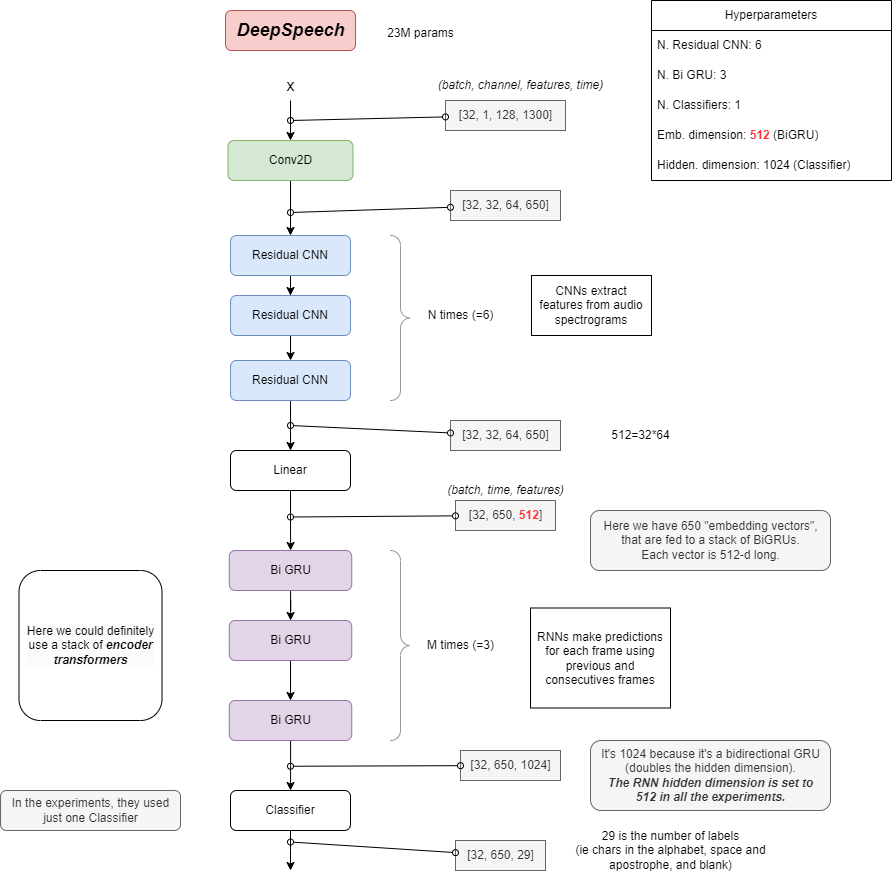 DeepSpeech
23M params
Hyperparameters
N. Residual CNN: 6
N. Bi GRU: 3
N. Classifiers: 1
Emb. dimension: 512 (BiGRU)
Hidden. dimension: 1024 (Classifier)
X
(batch, channel, features, time)
[32, 1, 128, 1300]
Conv2D
[32, 32, 64, 650]
Residual CNN
Residual CNN
Residual CNN
N times (=6)
CNNs extract
features from audio
spectrograms
[32, 32, 64, 650]
512=32*64
Linear
(batch, time, features)
[32, 650, 512]
Here we have 650 "embedding vectors",
that are fed to a stack of BiGRUs.
Each vector is 512-d long.
Bi GRU
Bi GRU
Bi GRU
M times (=3)
Here we could definitely
use a stack of encoder
transformers
RNNs make predictions
for each frame using
previous and
consecutives frames
[32, 650, 1024]
It's 1024 because it's a bidirectional GRU
(doubles the hidden dimension).
The RNN hidden dimension is set to
512 in all the experiments.
In the experiments, they used
just one Classifier
Classifier
[32, 650, 29]
29 is the number of labels
(ie chars in the alphabet, space and
apostrophe, and blank)